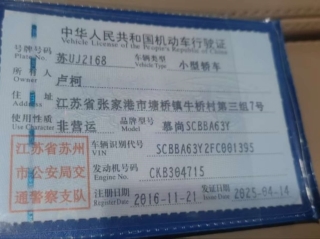 中华人民共和国机动车行驶证
Vehicle License of the People's Republic of China
号牌号码 苏UJ2168 车辆类型 小型轿车
Plate No. Vehicle Type
所有人 卢柯
Owner
住址 江苏省张家港市塘桥镇牛桥村第三组7号
Address
使用性质 非营运 品牌型号 慕尚SCBBA63Y
Use Character Model
江苏省苏州市公安局交通警察支队
车辆识别代号 SCBBA63Y2FC001395
VIN
发动机号码 CKB304715
Engine No.
注册日期 2016-11-21 发证日期 2025-04-14
Register Date Issue Date